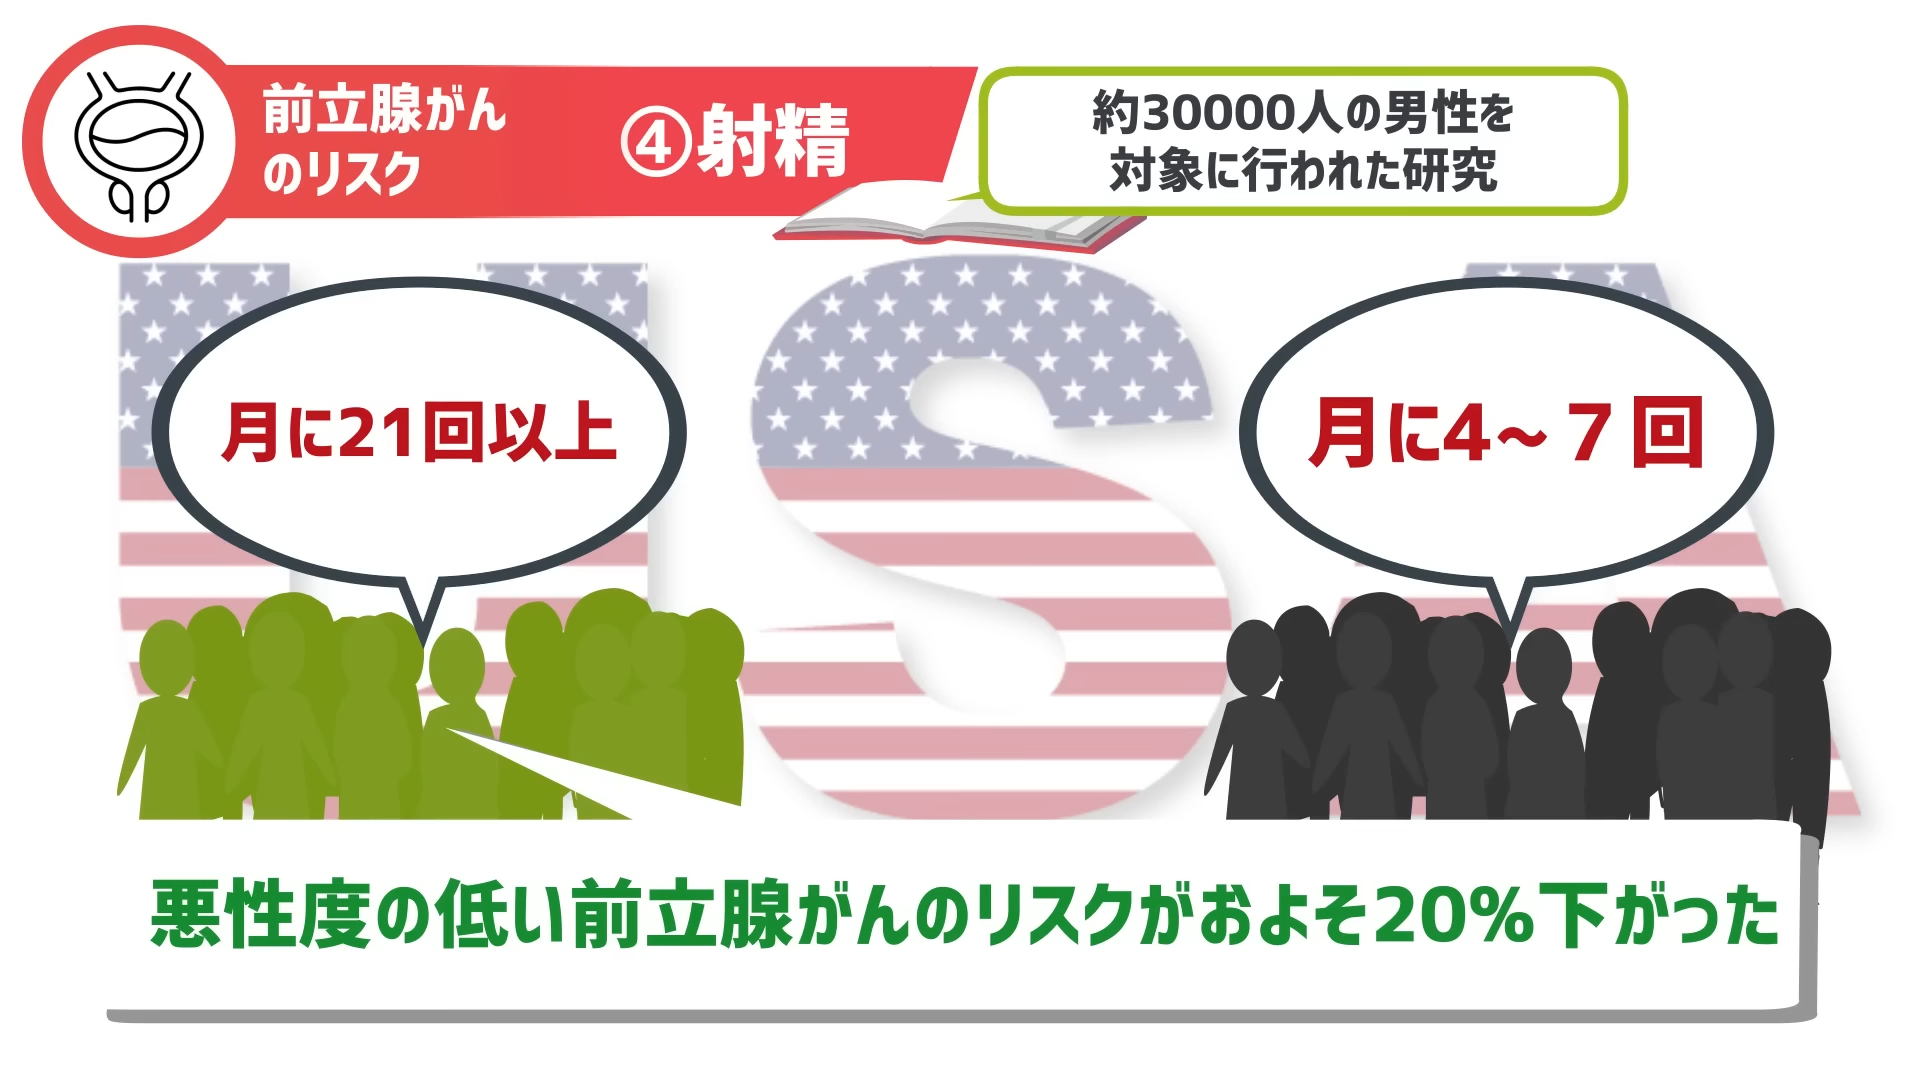 前立腺がん
のリスク
④射精
約30000人の男性を
対象に行われた研究
月に21回以上
月に4～７回
悪性度の低い前立腺がんのリスクがおよそ20%下がった
USA